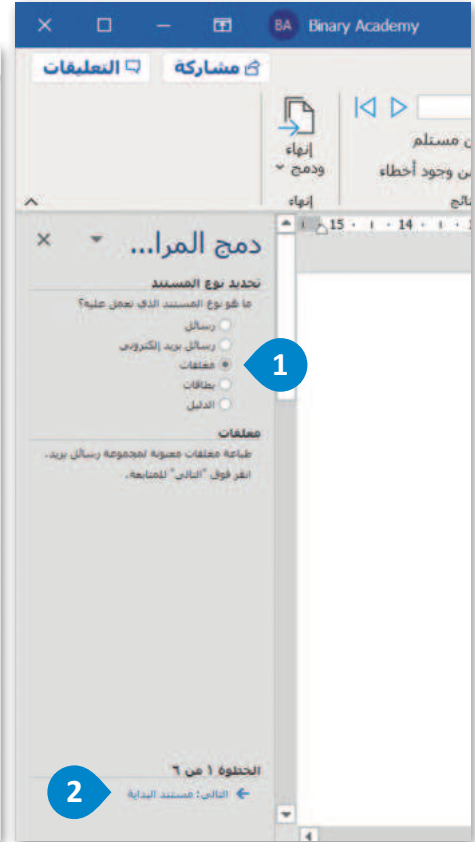 BA Binary Academy
مشاركة
التعليقات
ن مستلم
ن وجود أخطاء
إنهاء
ودمج
إنهاء
15 · ı · 14 · ı
دمج المرا...
تحديد نوع المستند
ما هو نوع المستند الذي تعمل عليه؟
رسائل
رسائل بريد إلكتروني
مغلفات
1
بطاقات
الدليل
مغلفات
طباعة مغلفات معنونة لمجموعة رسائل بريد.
انقر فوق "التالي" للمتابعة.
الخطوة ١ من ٦
التالي: مستند البداية
2